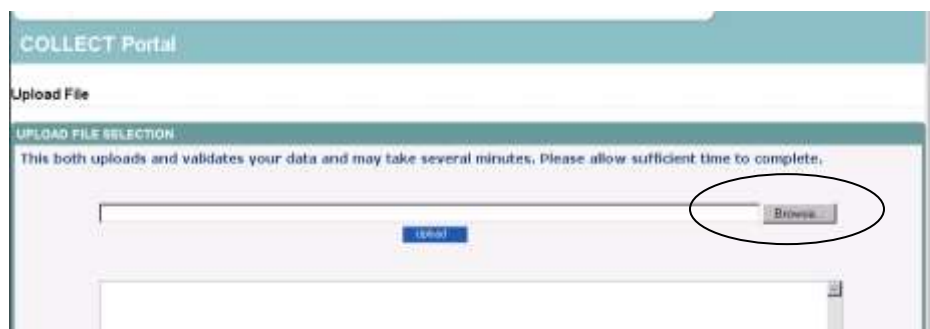 COLLECT Portal
Upload File
UPLOAD FILE SELECTION
This both uploads and validates your data and may take several minutes. Please allow sufficient time to complete.
Browse...
Upload